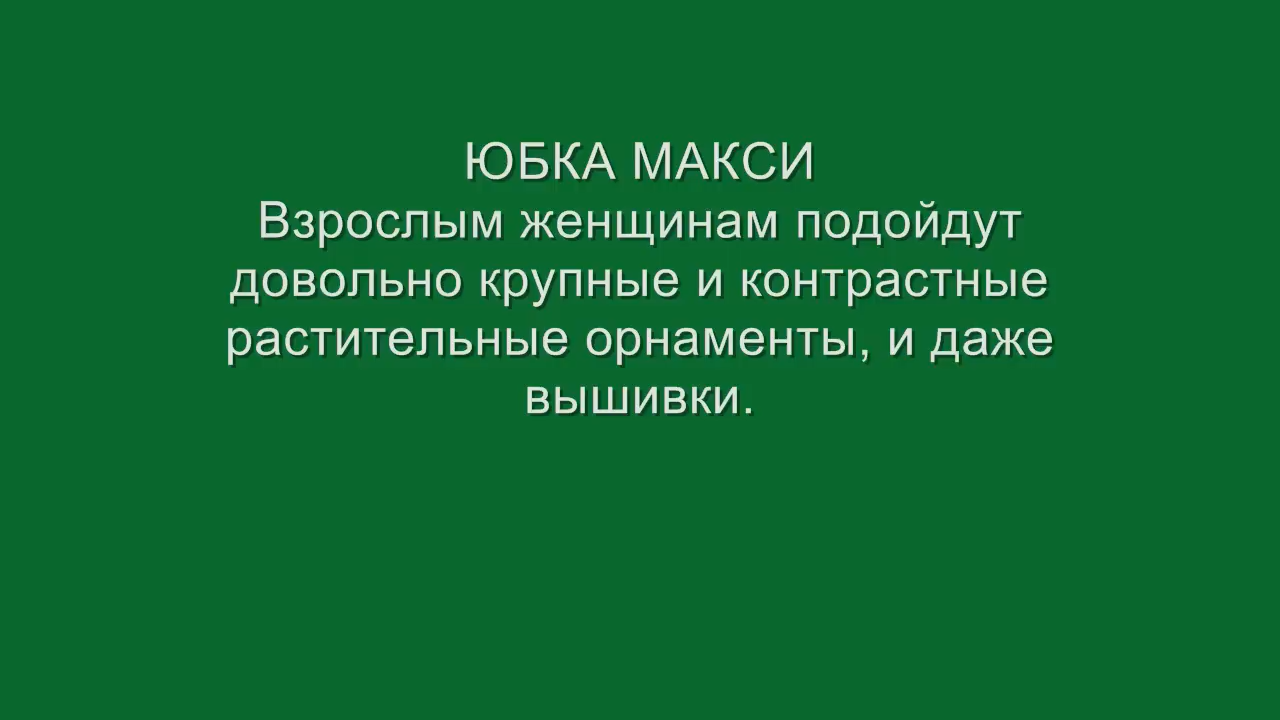 ЮБКА МАКСИ
Взрослым женщинам подойдут
довольно крупные и контрастные
растительные орнаменты, и даже
вышивки.